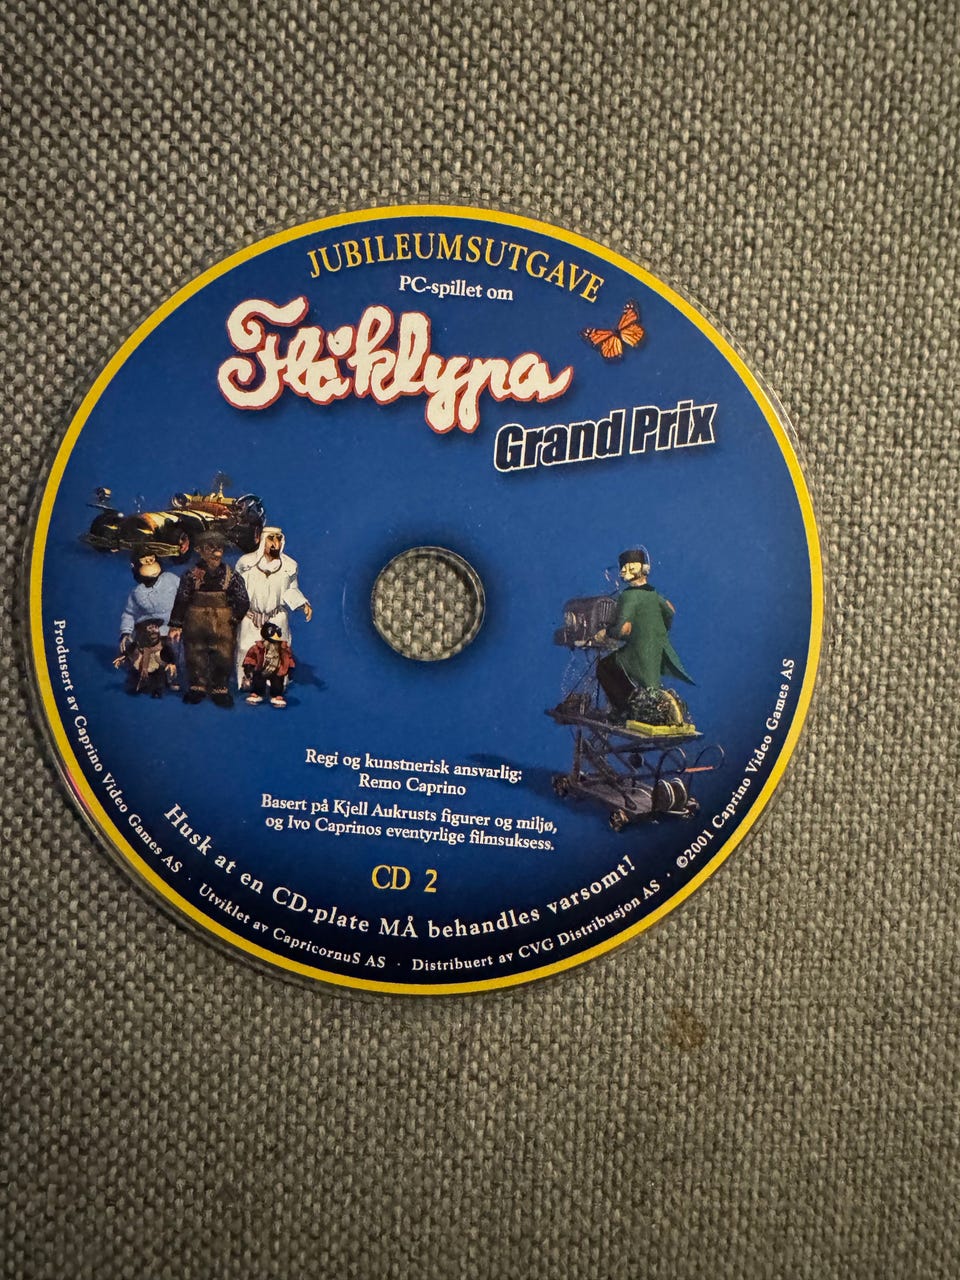 JUBILEUMSUTGAVE
PC-spillet om
Flåklypa
Grand Prix
Regi og kunstnerisk ansvarlig:
Remo Caprino
Basert på Kjell Aukrusts figurer og miljø,
og Ivo Caprinos eventyrlige filmsuksess.
CD 2
Husk at en CD-plate MÅ behandles varsomt!
Produsert av Caprino Video Games AS · Utviklet av CapricornuS AS · Distribuert av CVG Distribusjon AS · ©2001 Caprino Video Games AS